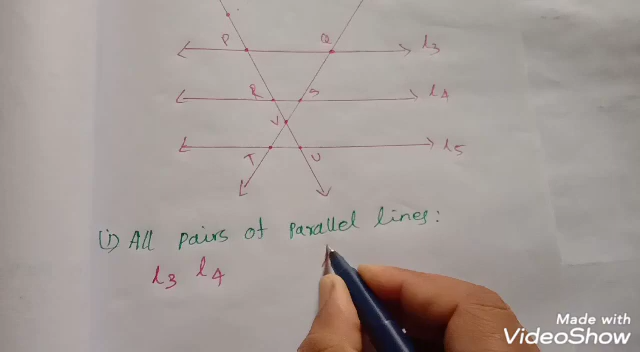 P Q l3
R S l4
V
T U l5
(i) All pairs of parallel lines:
l3 l4
Made with
VideoShow